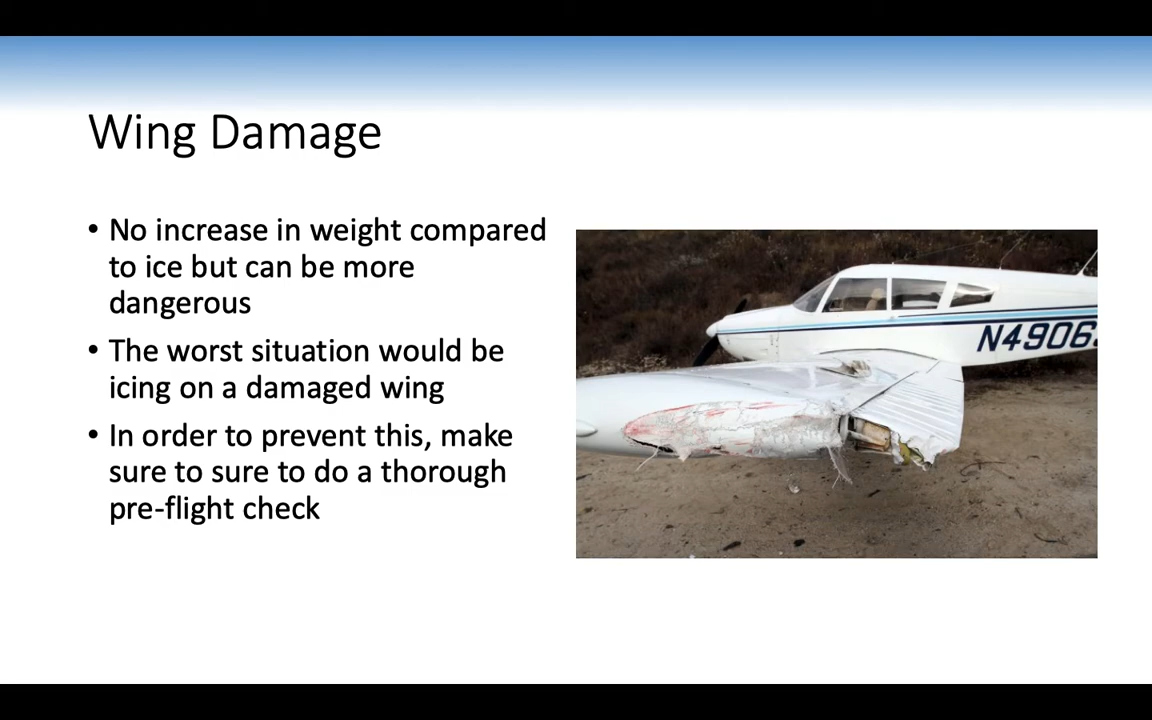 Wing Damage
• No increase in weight compared
to ice but can be more
dangerous
• The worst situation would be
icing on a damaged wing
• In order to prevent this, make
sure to sure to do a thorough
pre-flight check
N4906